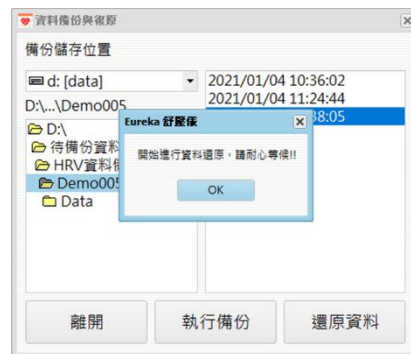 資料備份與復原
備份儲存位置
d: [data]
D:\...\Demo005
D:\
待備份資料
HRV資料備
Demo005
Data
2021/01/04 10:36:02
2021/01/04 11:24:44
38:05
Eureka 舒壓儀
開始進行資料還原，請耐心等候!!
OK
離開
執行備份
還原資料